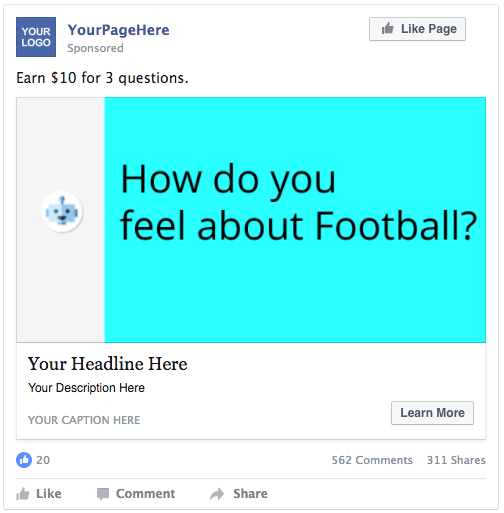 YOUR
LOGO
YourPageHere
Sponsored
Like Page
Earn $10 for 3 questions.
How do you
feel about Football?
Your Headline Here
Your Description Here
YOUR CAPTION HERE
Learn More
20
562 Comments 311 Shares
Like Comment Share